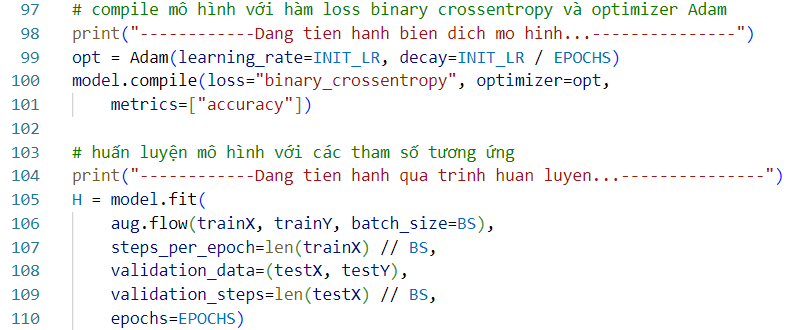 97 # compile mô hình với hàm loss binary crossentropy và optimizer Adam
98 print("------------Dang tien hanh bien dich mo hinh...---------------")
99 opt = Adam(learning_rate=INIT_LR, decay=INIT_LR / EPOCHS)
100 model.compile(loss="binary_crossentropy", optimizer=opt,
101     metrics=["accuracy"])
102
103 # huấn luyện mô hình với các tham số tương ứng
104 print("------------Dang tien hanh qua trinh huan luyen...---------------")
105 H = model.fit(
106     aug.flow(trainX, trainY, batch_size=BS),
107     steps_per_epoch=len(trainX) // BS,
108     validation_data=(testX, testY),
109     validation_steps=len(testX) // BS,
110     epochs=EPOCHS)